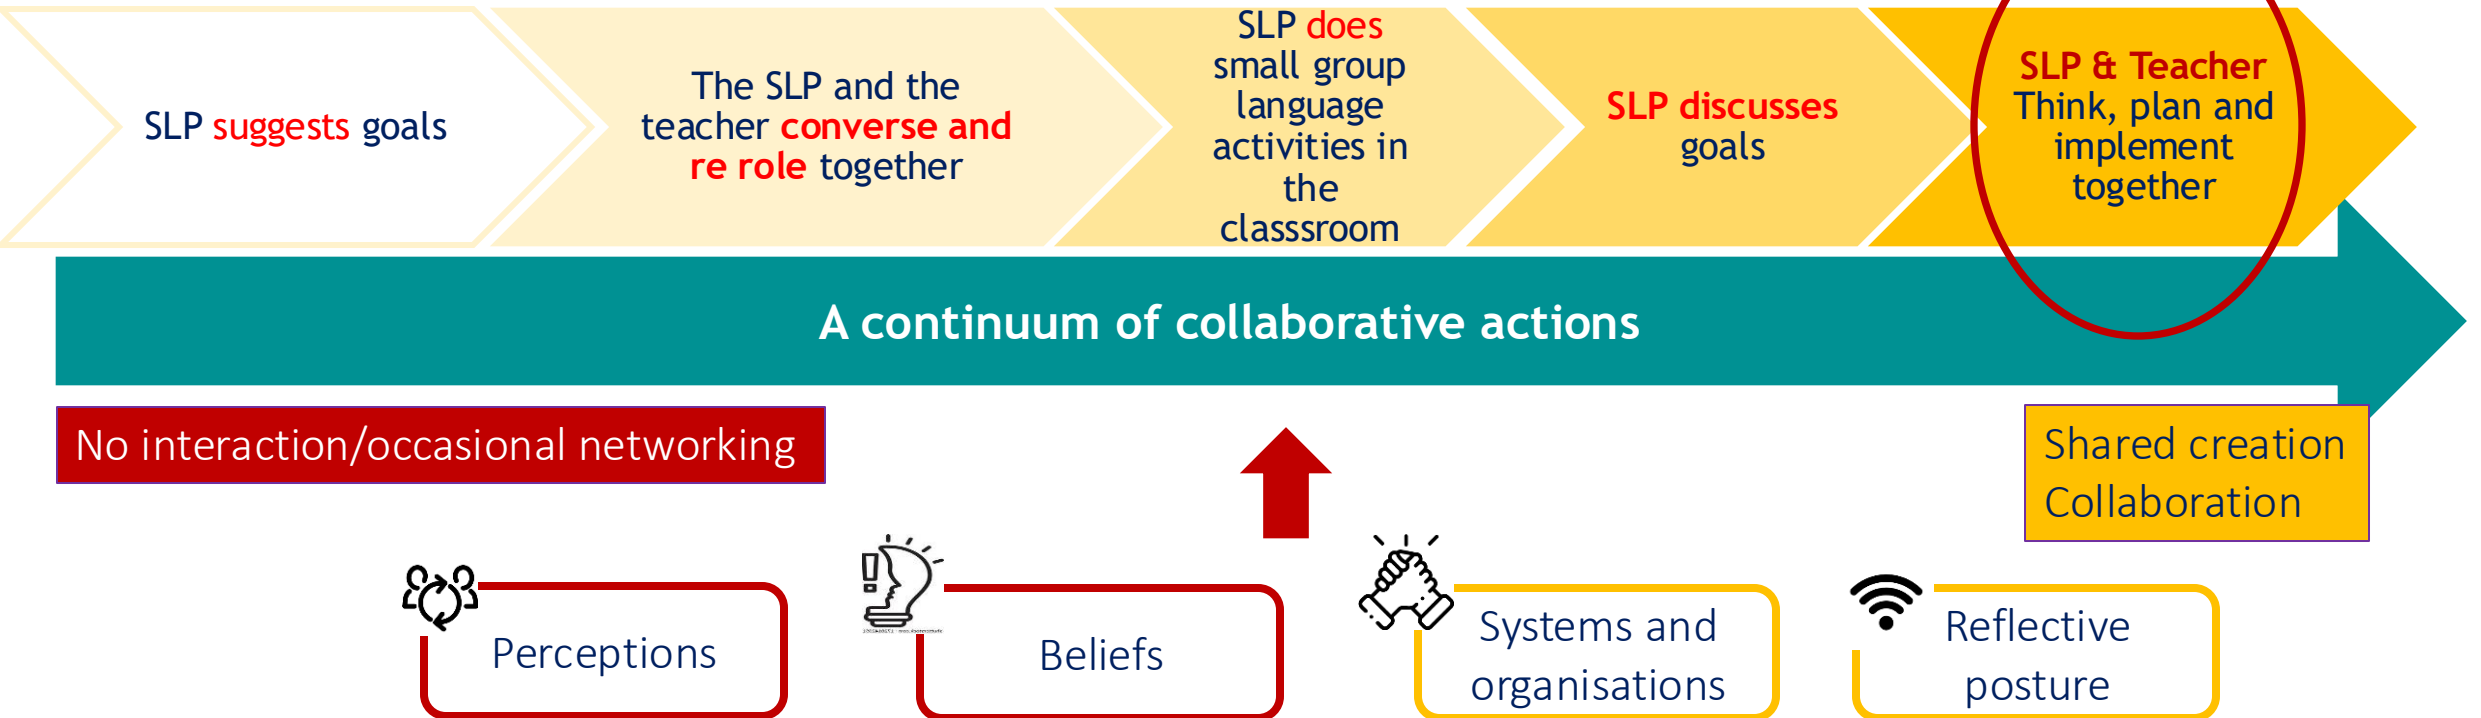 SLP suggests goals
The SLP and the
teacher converse and
re role together
SLP does
small group
language
activities in
the
classsroom
SLP discusses
goals
SLP & Teacher
Think, plan and
implement
together
A continuum of collaborative actions
No interaction/occasional networking
Shared creation
Collaboration
Perceptions
Beliefs
Systems and
organisations
Reflective
posture